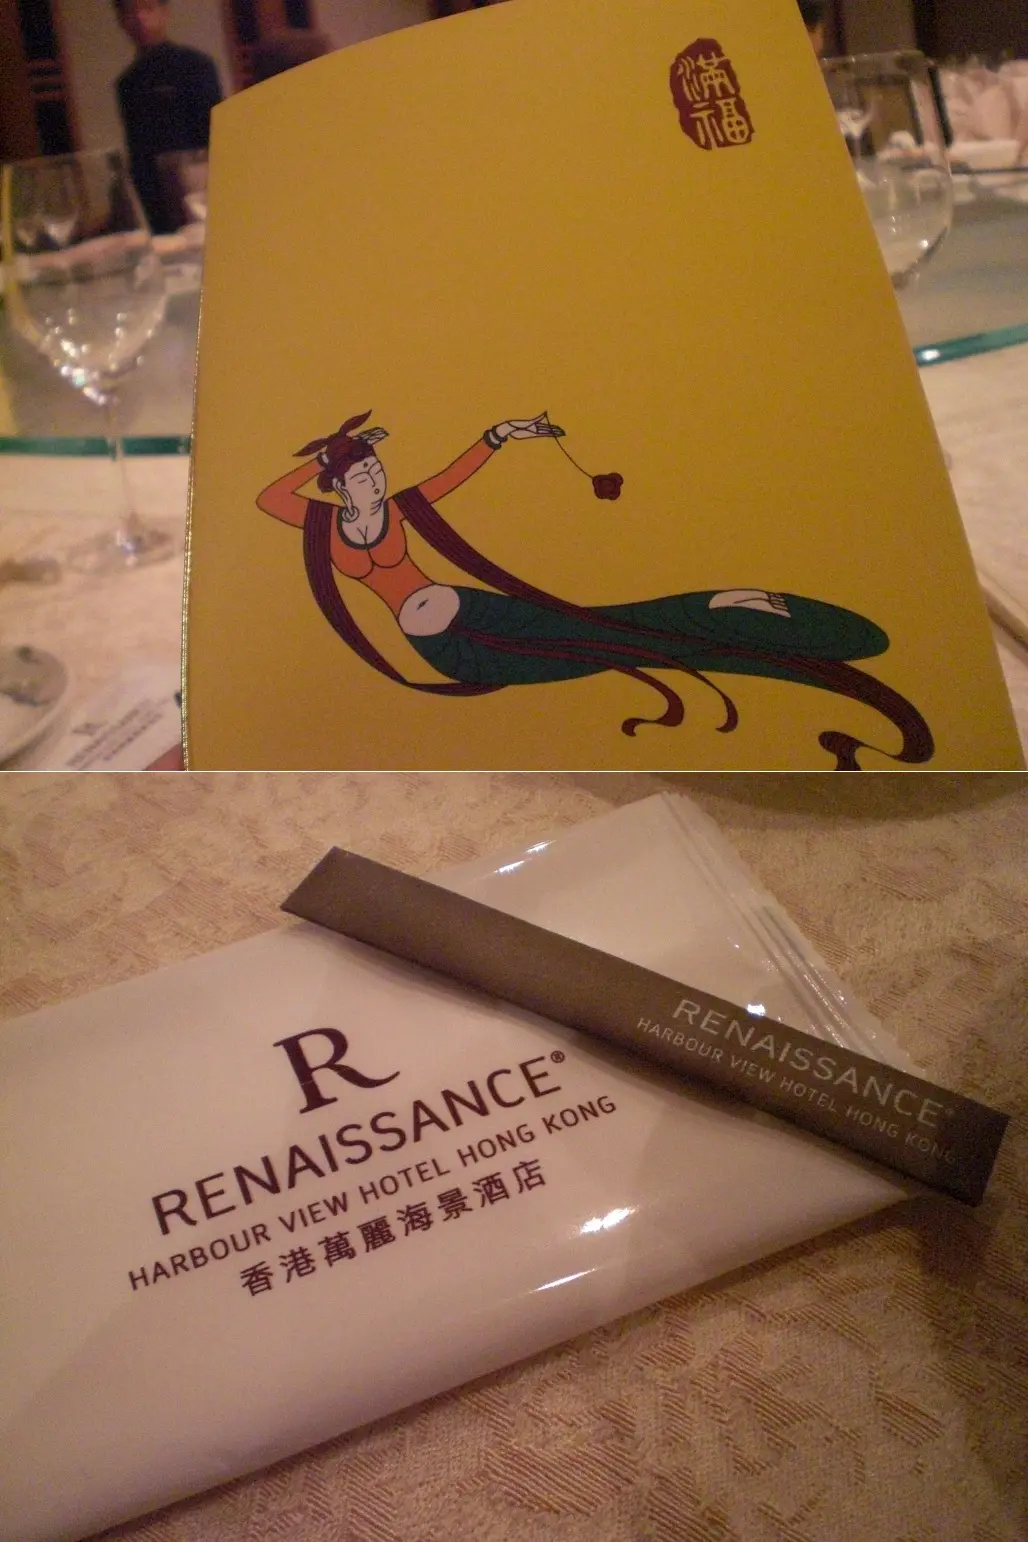 滿
福
R
RENAISSANCE®
HARBOUR VIEW HOTEL HONG KONG
香港萬麗海景酒店
RENAISSANCE®
HARBOUR VIEW HOTEL HONG KONG